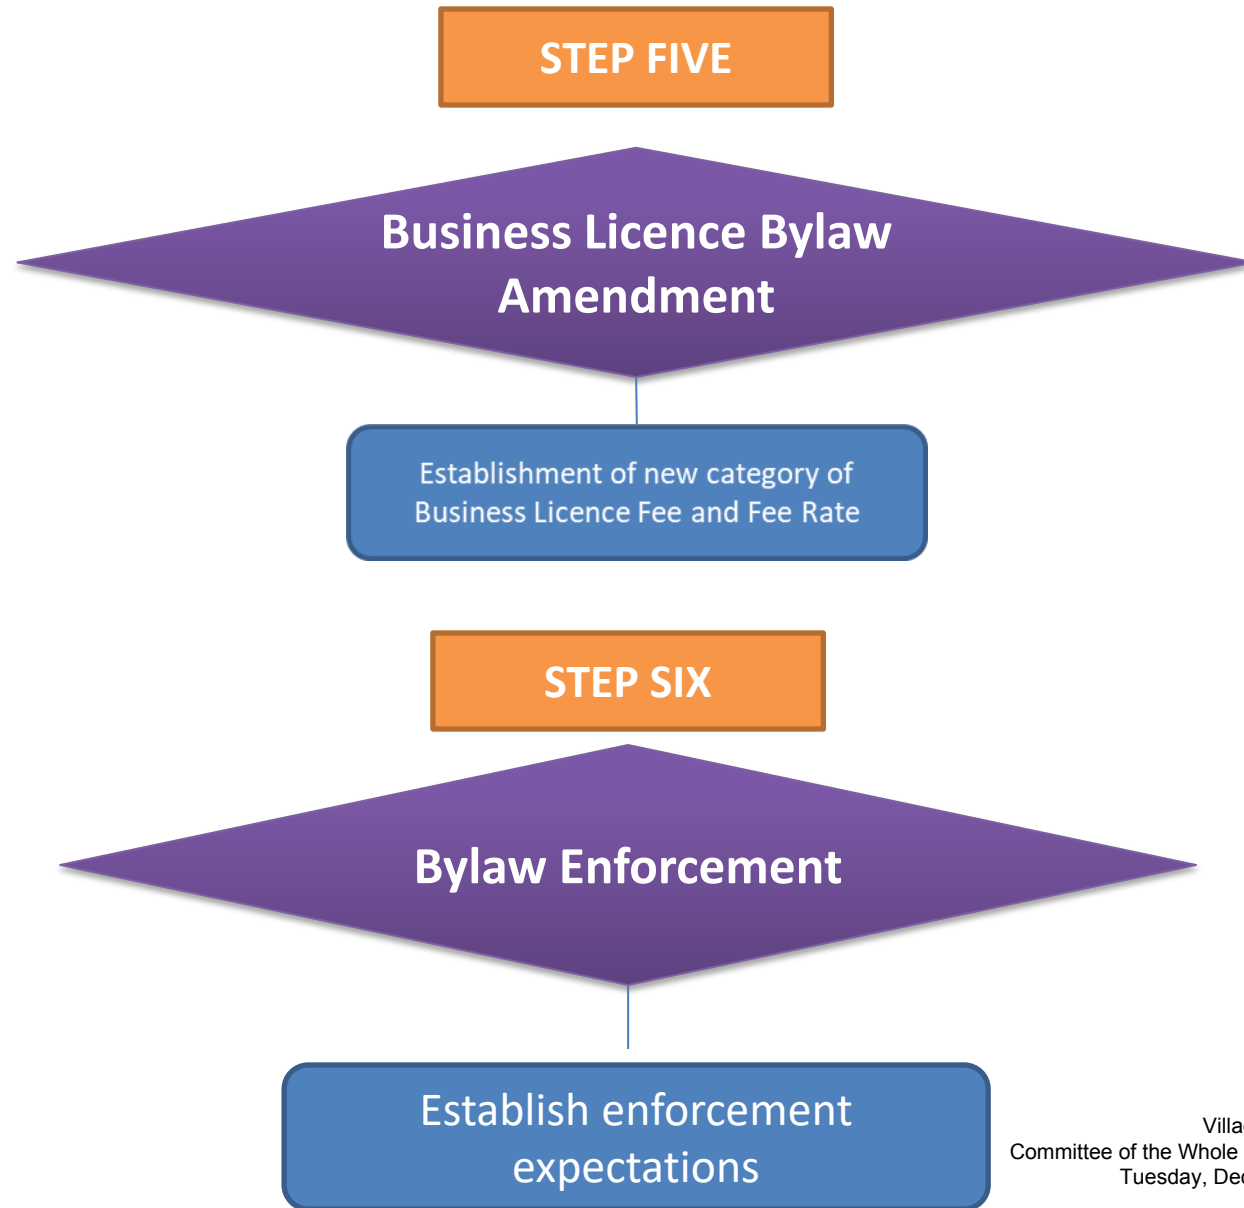 STEP FIVE
Business Licence Bylaw
Amendment
Establishment of new category of
Business Licence Fee and Fee Rate
STEP SIX
Bylaw Enforcement
Establish enforcement
expectations
Committee of the Whole
Tuesday,